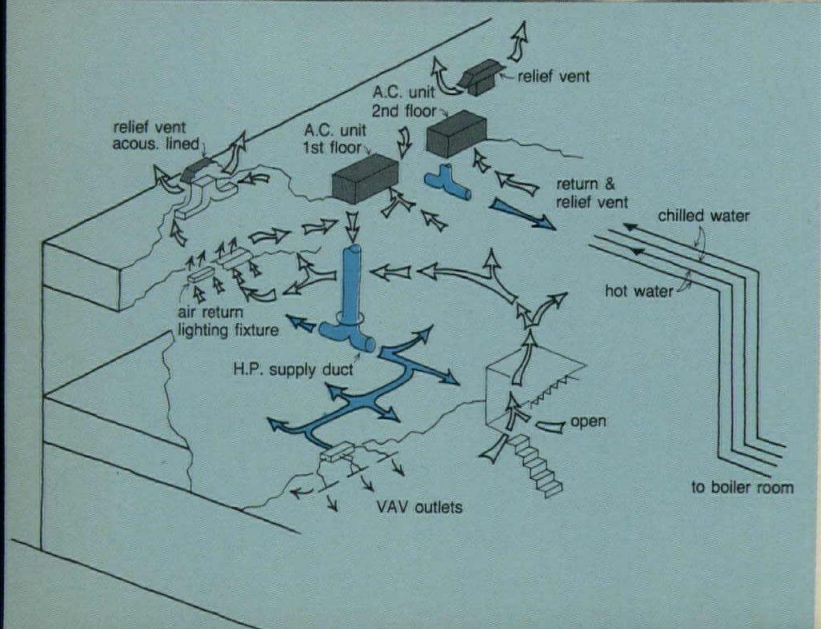 relief vent
A.C. unit
2nd floor
relief vent
acous. lined
A.C. unit
1st floor
return &
relief vent
chilled water
hot water
air return
lighting fixture
H.P. supply duct
open
to boiler room
VAV outlets